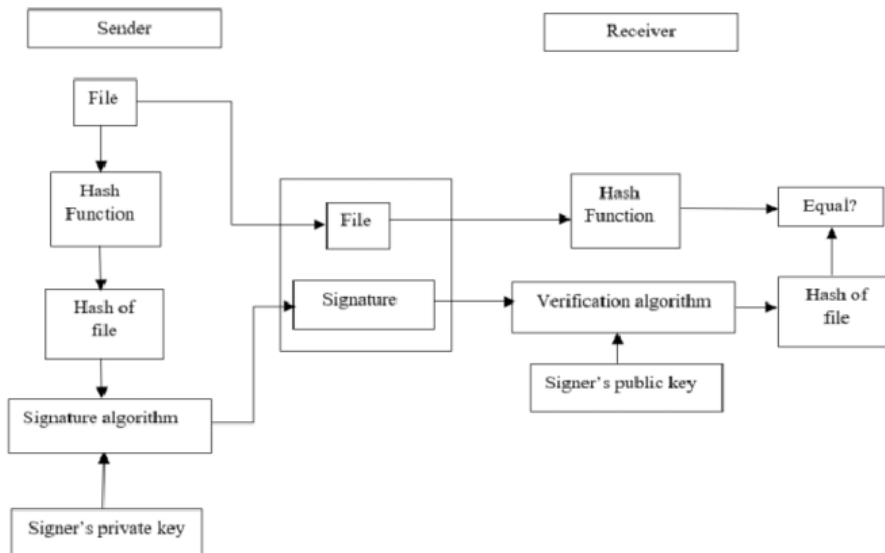 Sender
Receiver
File
Hash
Function
Hash of
file
Signature algorithm
Signer's private key
File
Signature
Hash
Function
Equal?
Verification algorithm
Hash of
file
Signer's public key